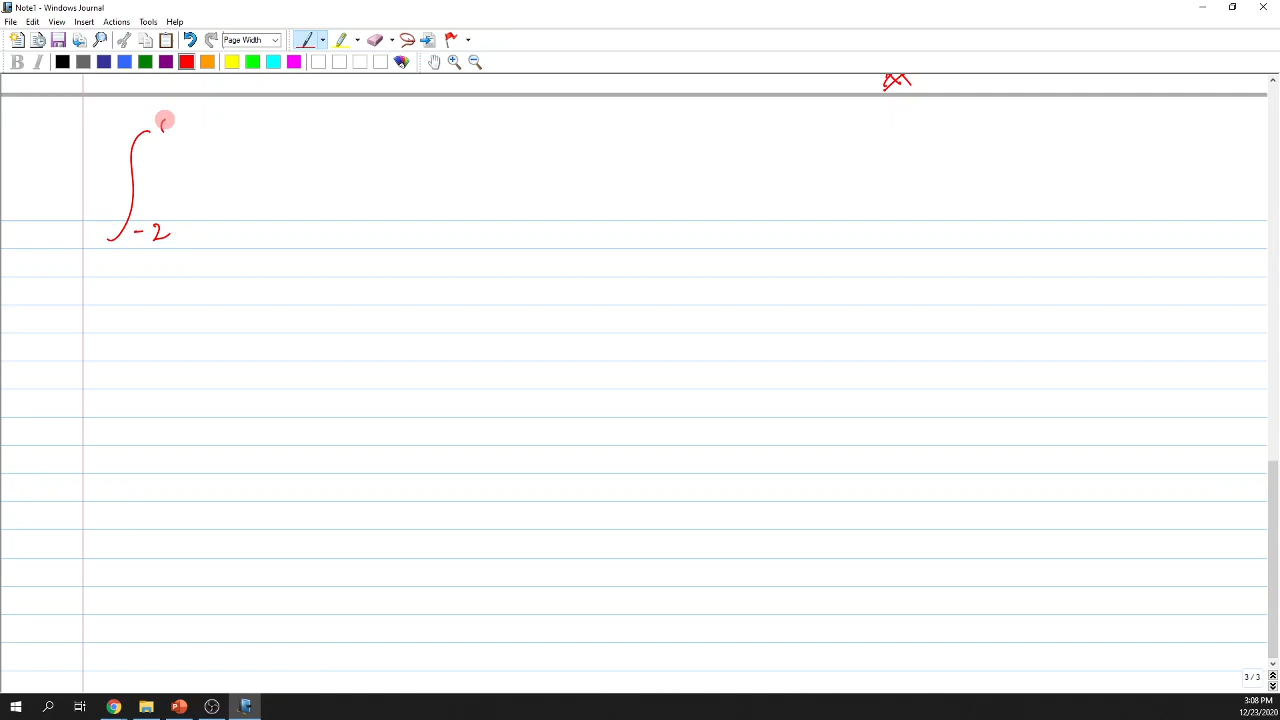 Note1 - Windows Journal
File Edit View Insert Actions Tools Help
Page Width
B I
∫
-2
3 / 3
3:08 PM
12/23/2020